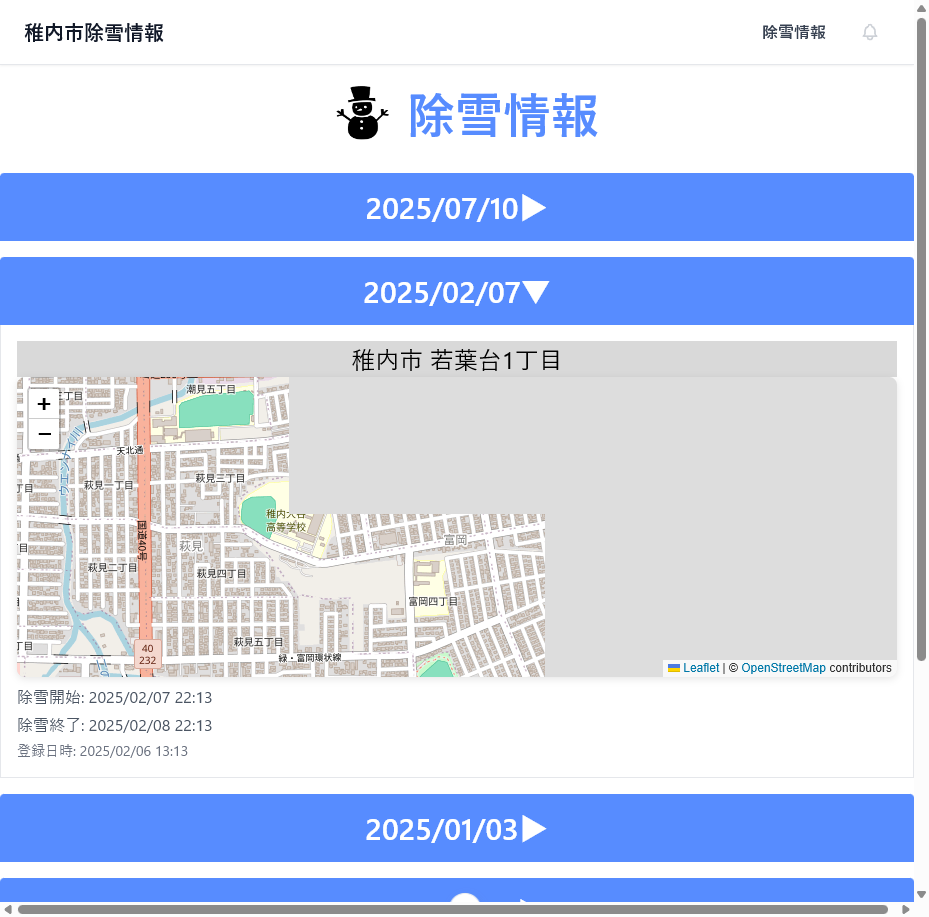 稚内市除雪情報
除雪情報
除雪情報
2025/07/10▶
2025/02/07▼
稚内市 若葉台1丁目
+
−
潮見五丁目
天北通
萩見一丁目
萩見三丁目
ウエンナイ川
国道40号
稚内大谷
高等学校
萩見
富岡
萩見二丁目
萩見四丁目
富岡四丁目
萩見五丁目
40
232
緑・富岡環状線
Leaflet | © OpenStreetMap contributors
除雪開始: 2025/02/07 22:13
除雪終了: 2025/02/08 22:13
登録日時: 2025/02/06 13:13
2025/01/03▶